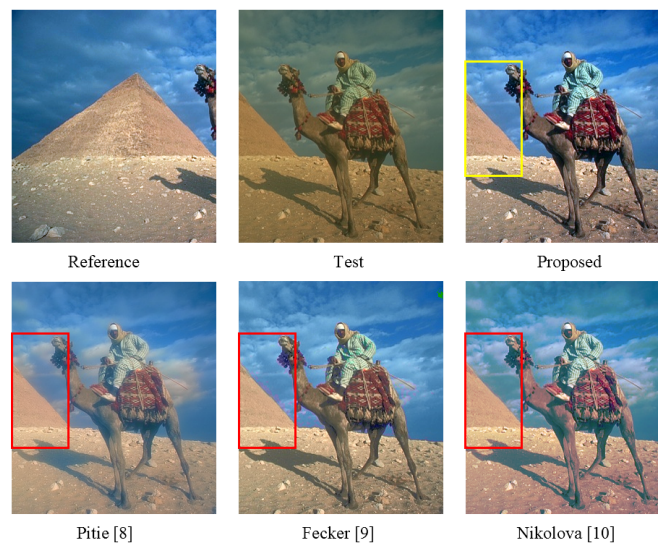 Reference
Test
Proposed
Pitie [8]
Fecker [9]
Nikolova [10]